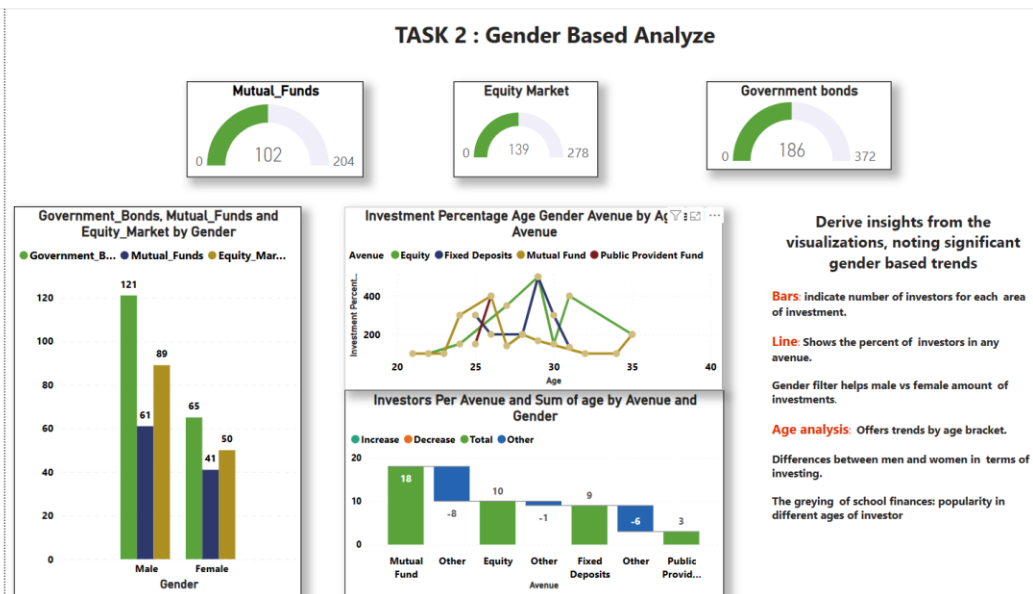 TASK 2 : Gender Based Analyze
Mutual_Funds
0
102
204
Equity Market
0
139
278
Government bonds
0
186
372
Government_Bonds, Mutual_Funds and
Equity_Market by Gender
Government_B... Mutual_Funds Equity_Mar...
120
100
80
60
40
20
0
121
61
89
65
41
50
Male
Female
Gender
Investment Percentage Age Gender Avenue by Ag
Avenue
Avenue Equity Fixed Deposits Mutual Fund Public Provident Fund
Investment Percent...
400
200
20
25
30
35
40
Age
Investors Per Avenue and Sum of age by Avenue and
Gender
Increase Decrease Total Other
20
10
0
18
-8
10
-1
9
-6
3
Mutual
Fund
Other
Equity
Other
Fixed
Deposits
Other
Public
Provid...
Avenue
Derive insights from the
visualizations, noting significant
gender based trends
Bars: indicate number of investors for each area
of investment.
Line: Shows the percent of investors in any
avenue.
Gender filter helps male vs female amount of
investments.
Age analysis: Offers trends by age bracket.
Differences between men and women in terms of
investing.
The greying of school finances: popularity in
different ages of investor